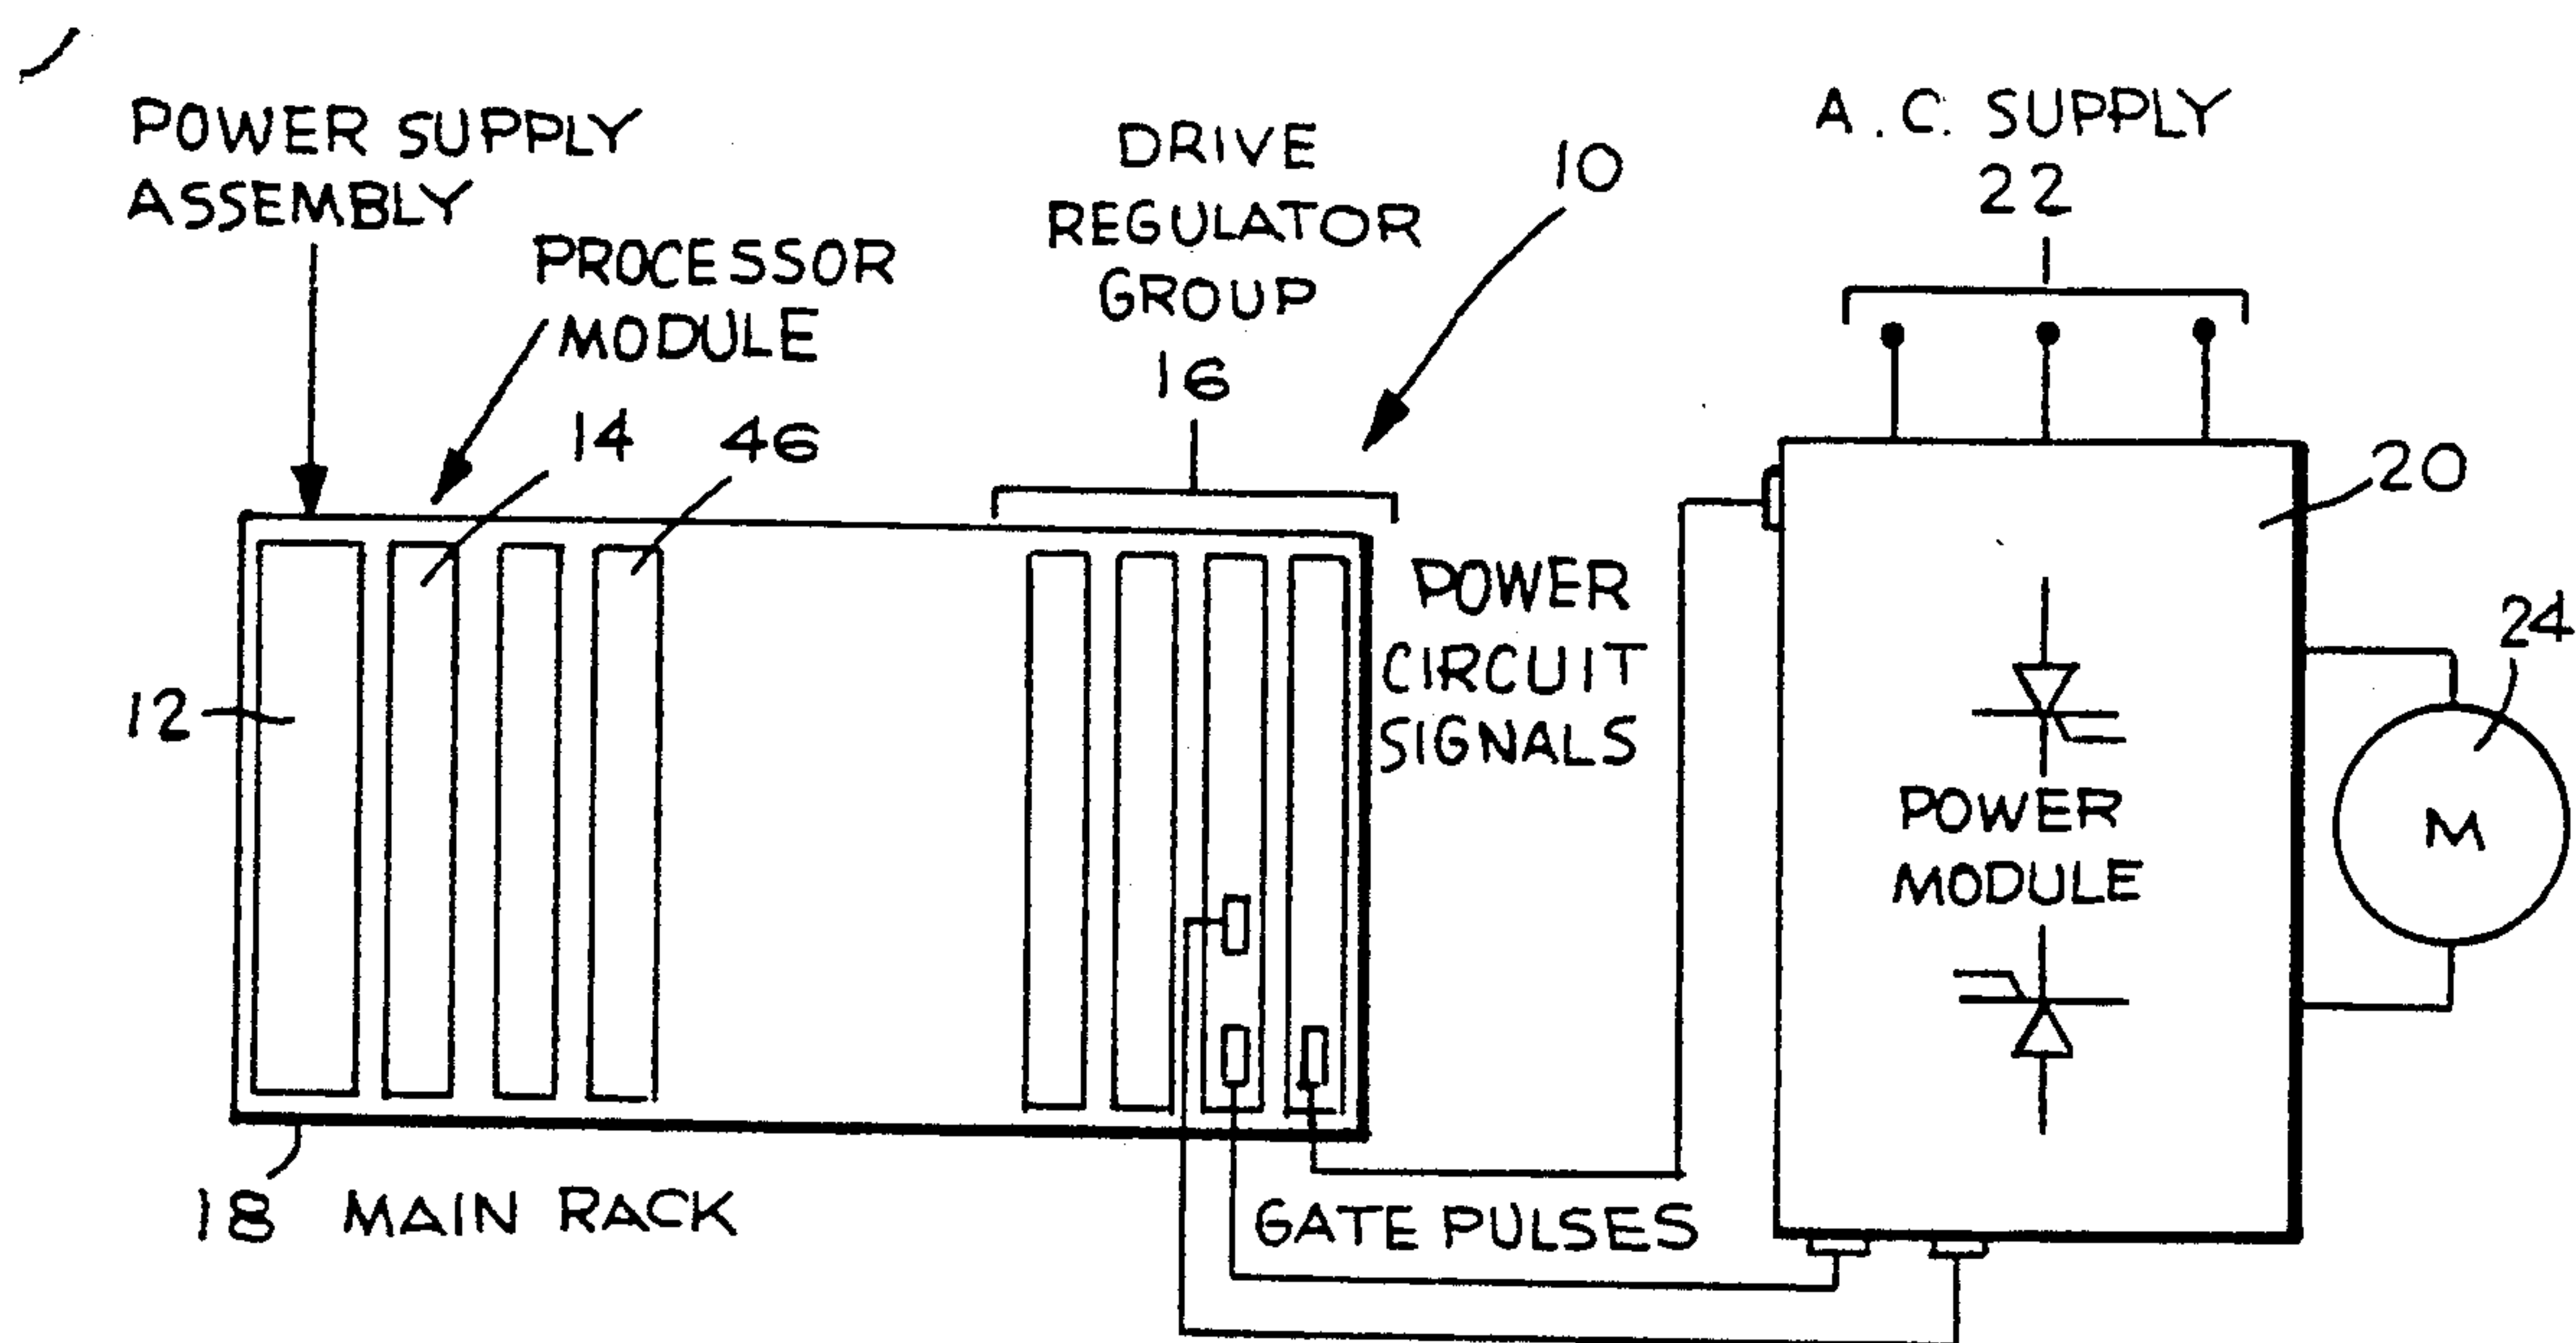 POWER SUPPLY
ASSEMBLY
PROCESSOR
MODULE
14
46
DRIVE
REGULATOR
GROUP
16
10
A.C. SUPPLY
22
20
12
POWER
CIRCUIT
SIGNALS
24
POWER
MODULE
M
18 MAIN RACK
GATE PULSES